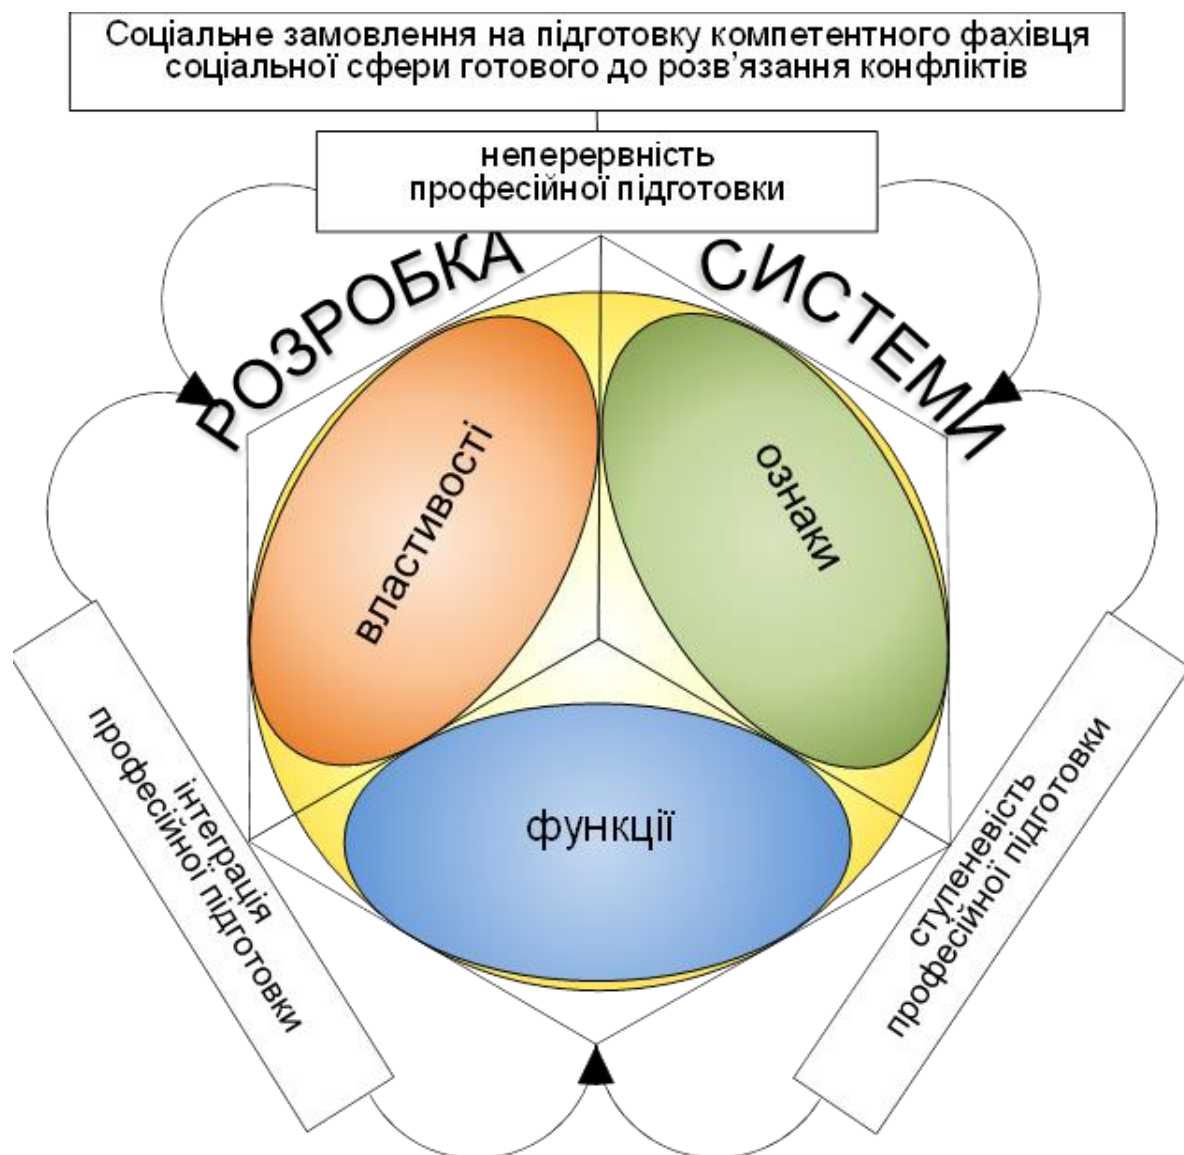 Соціальне замовлення на підготовку компетентного фахівця
соціальної сфери готового до розв'язання конфліктів
неперервність
професійної підготовки
РОЗРОБКА
СИСТЕМИ
властивості
ознаки
функції
інтеграція
професійної підготовки
ступеневість
професійної підготовки